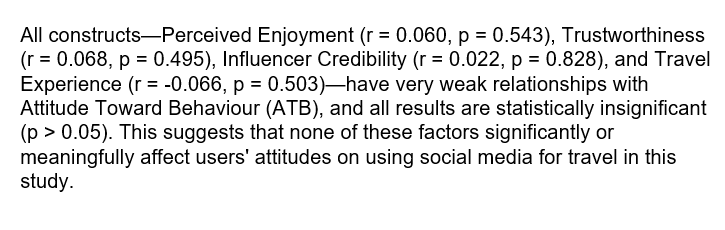 All constructs—Perceived Enjoyment (r = 0.060, p = 0.543), Trustworthiness
(r = 0.068, p = 0.495), Influencer Credibility (r = 0.022, p = 0.828), and Travel
Experience (r = -0.066, p = 0.503)—have very weak relationships with
Attitude Toward Behaviour (ATB), and all results are statistically insignificant
(p > 0.05). This suggests that none of these factors significantly or
meaningfully affect users' attitudes on using social media for travel in this
study.